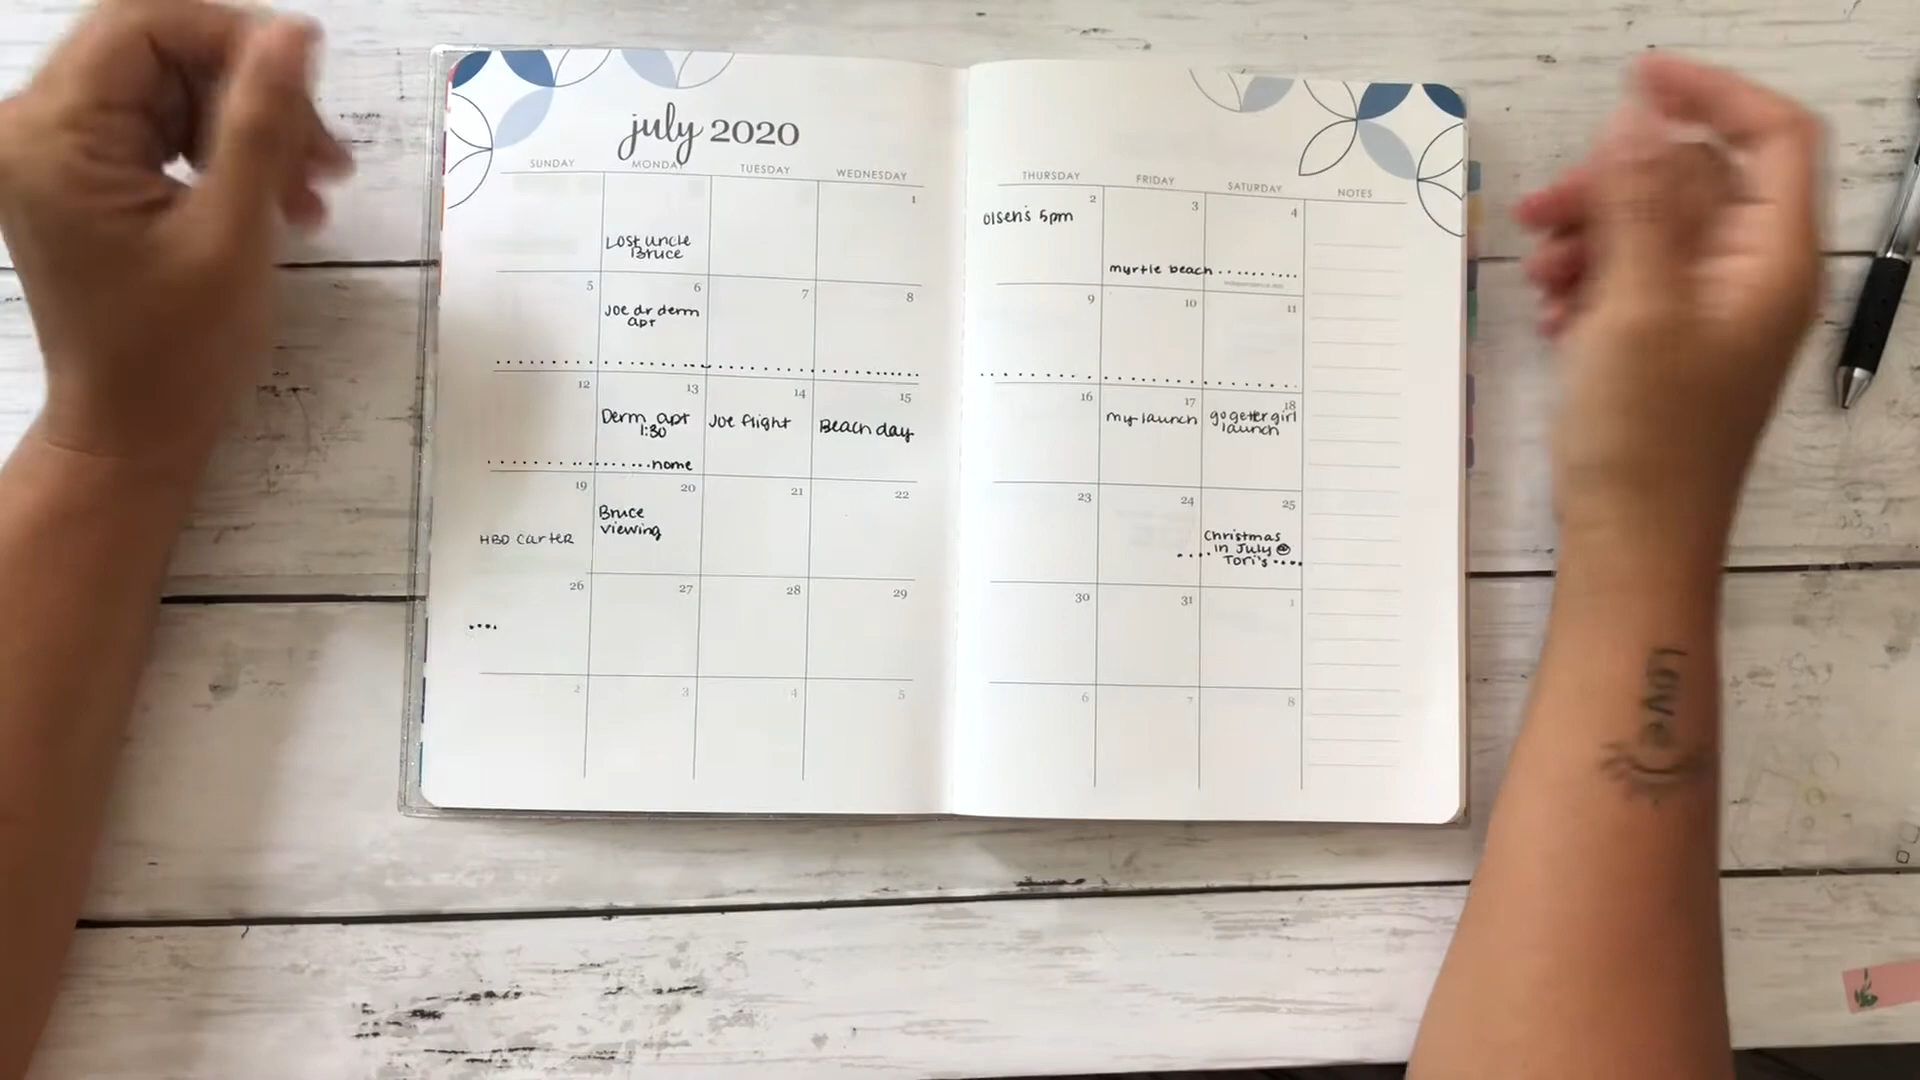 july 2020
SUNDAY MONDAY TUESDAY WEDNESDAY THURSDAY FRIDAY SATURDAY NOTES
1 2 3 4
Lost uncle
Bruce
Olsen's 5pm
myrtle beach
5 6 7 8 9 10 11
Joe dr derm
apt
12 13 14 15 16 17 18
Derm apt
1:30
Joe flight
Beach day
my launch
go getter girl
launch
home
19 20 21 22 23 24 25
HBD Carter
Bruce
viewing
Christmas
in July @
Tori's
26 27 28 29 30 31 1
2 3 4 5 6 7 8
Love